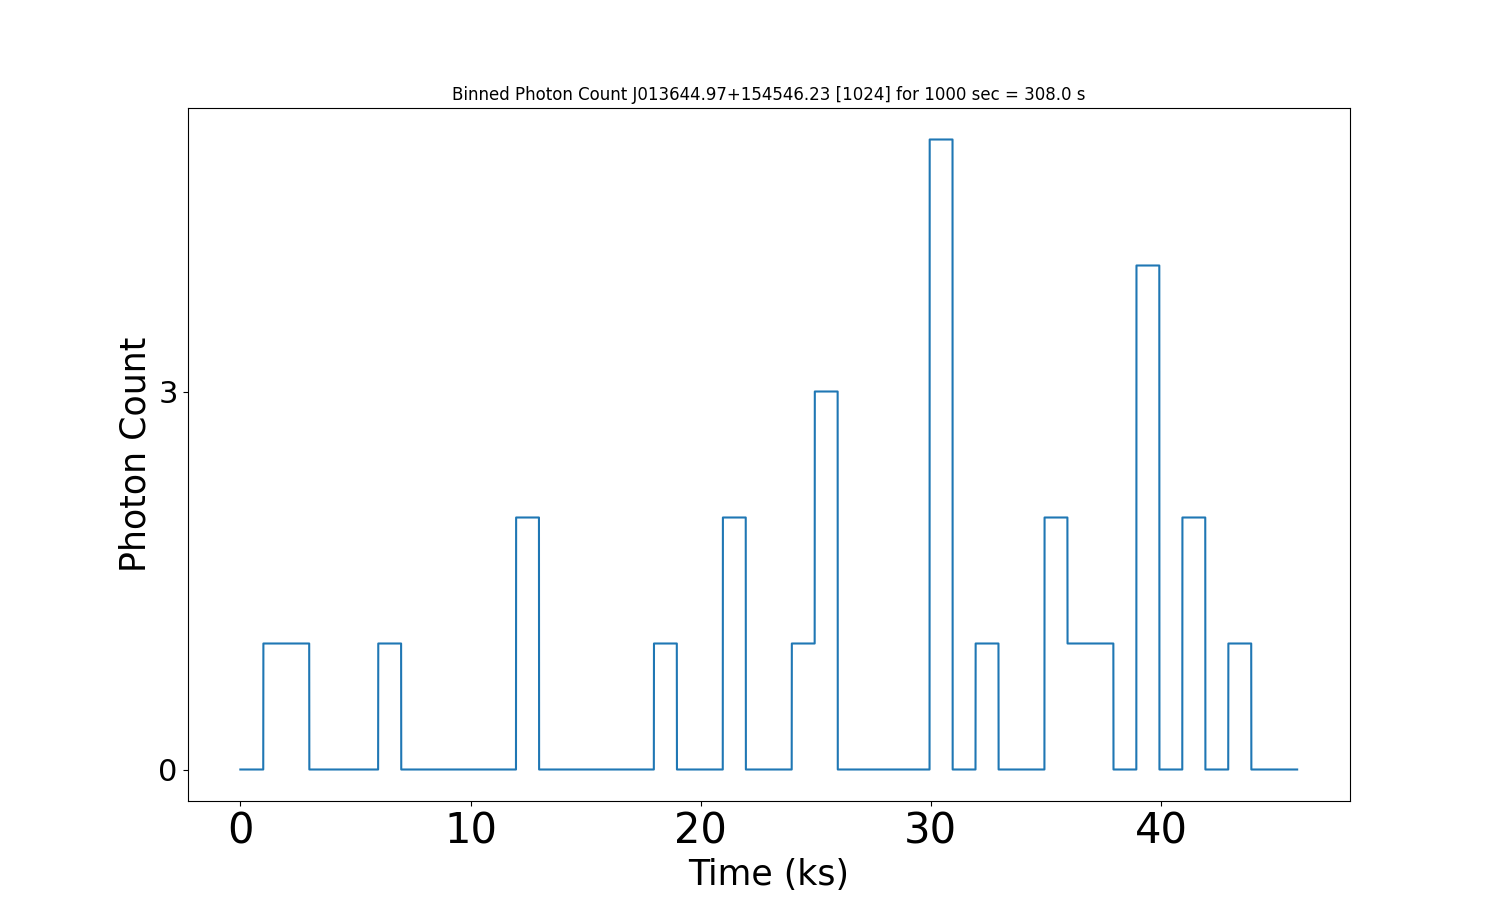 Binned Photon Count J013644.97+154546.23 [1024] for 1000 sec = 308.0 s
Photon Count
3
0
0 10 20 30 40
Time (ks)